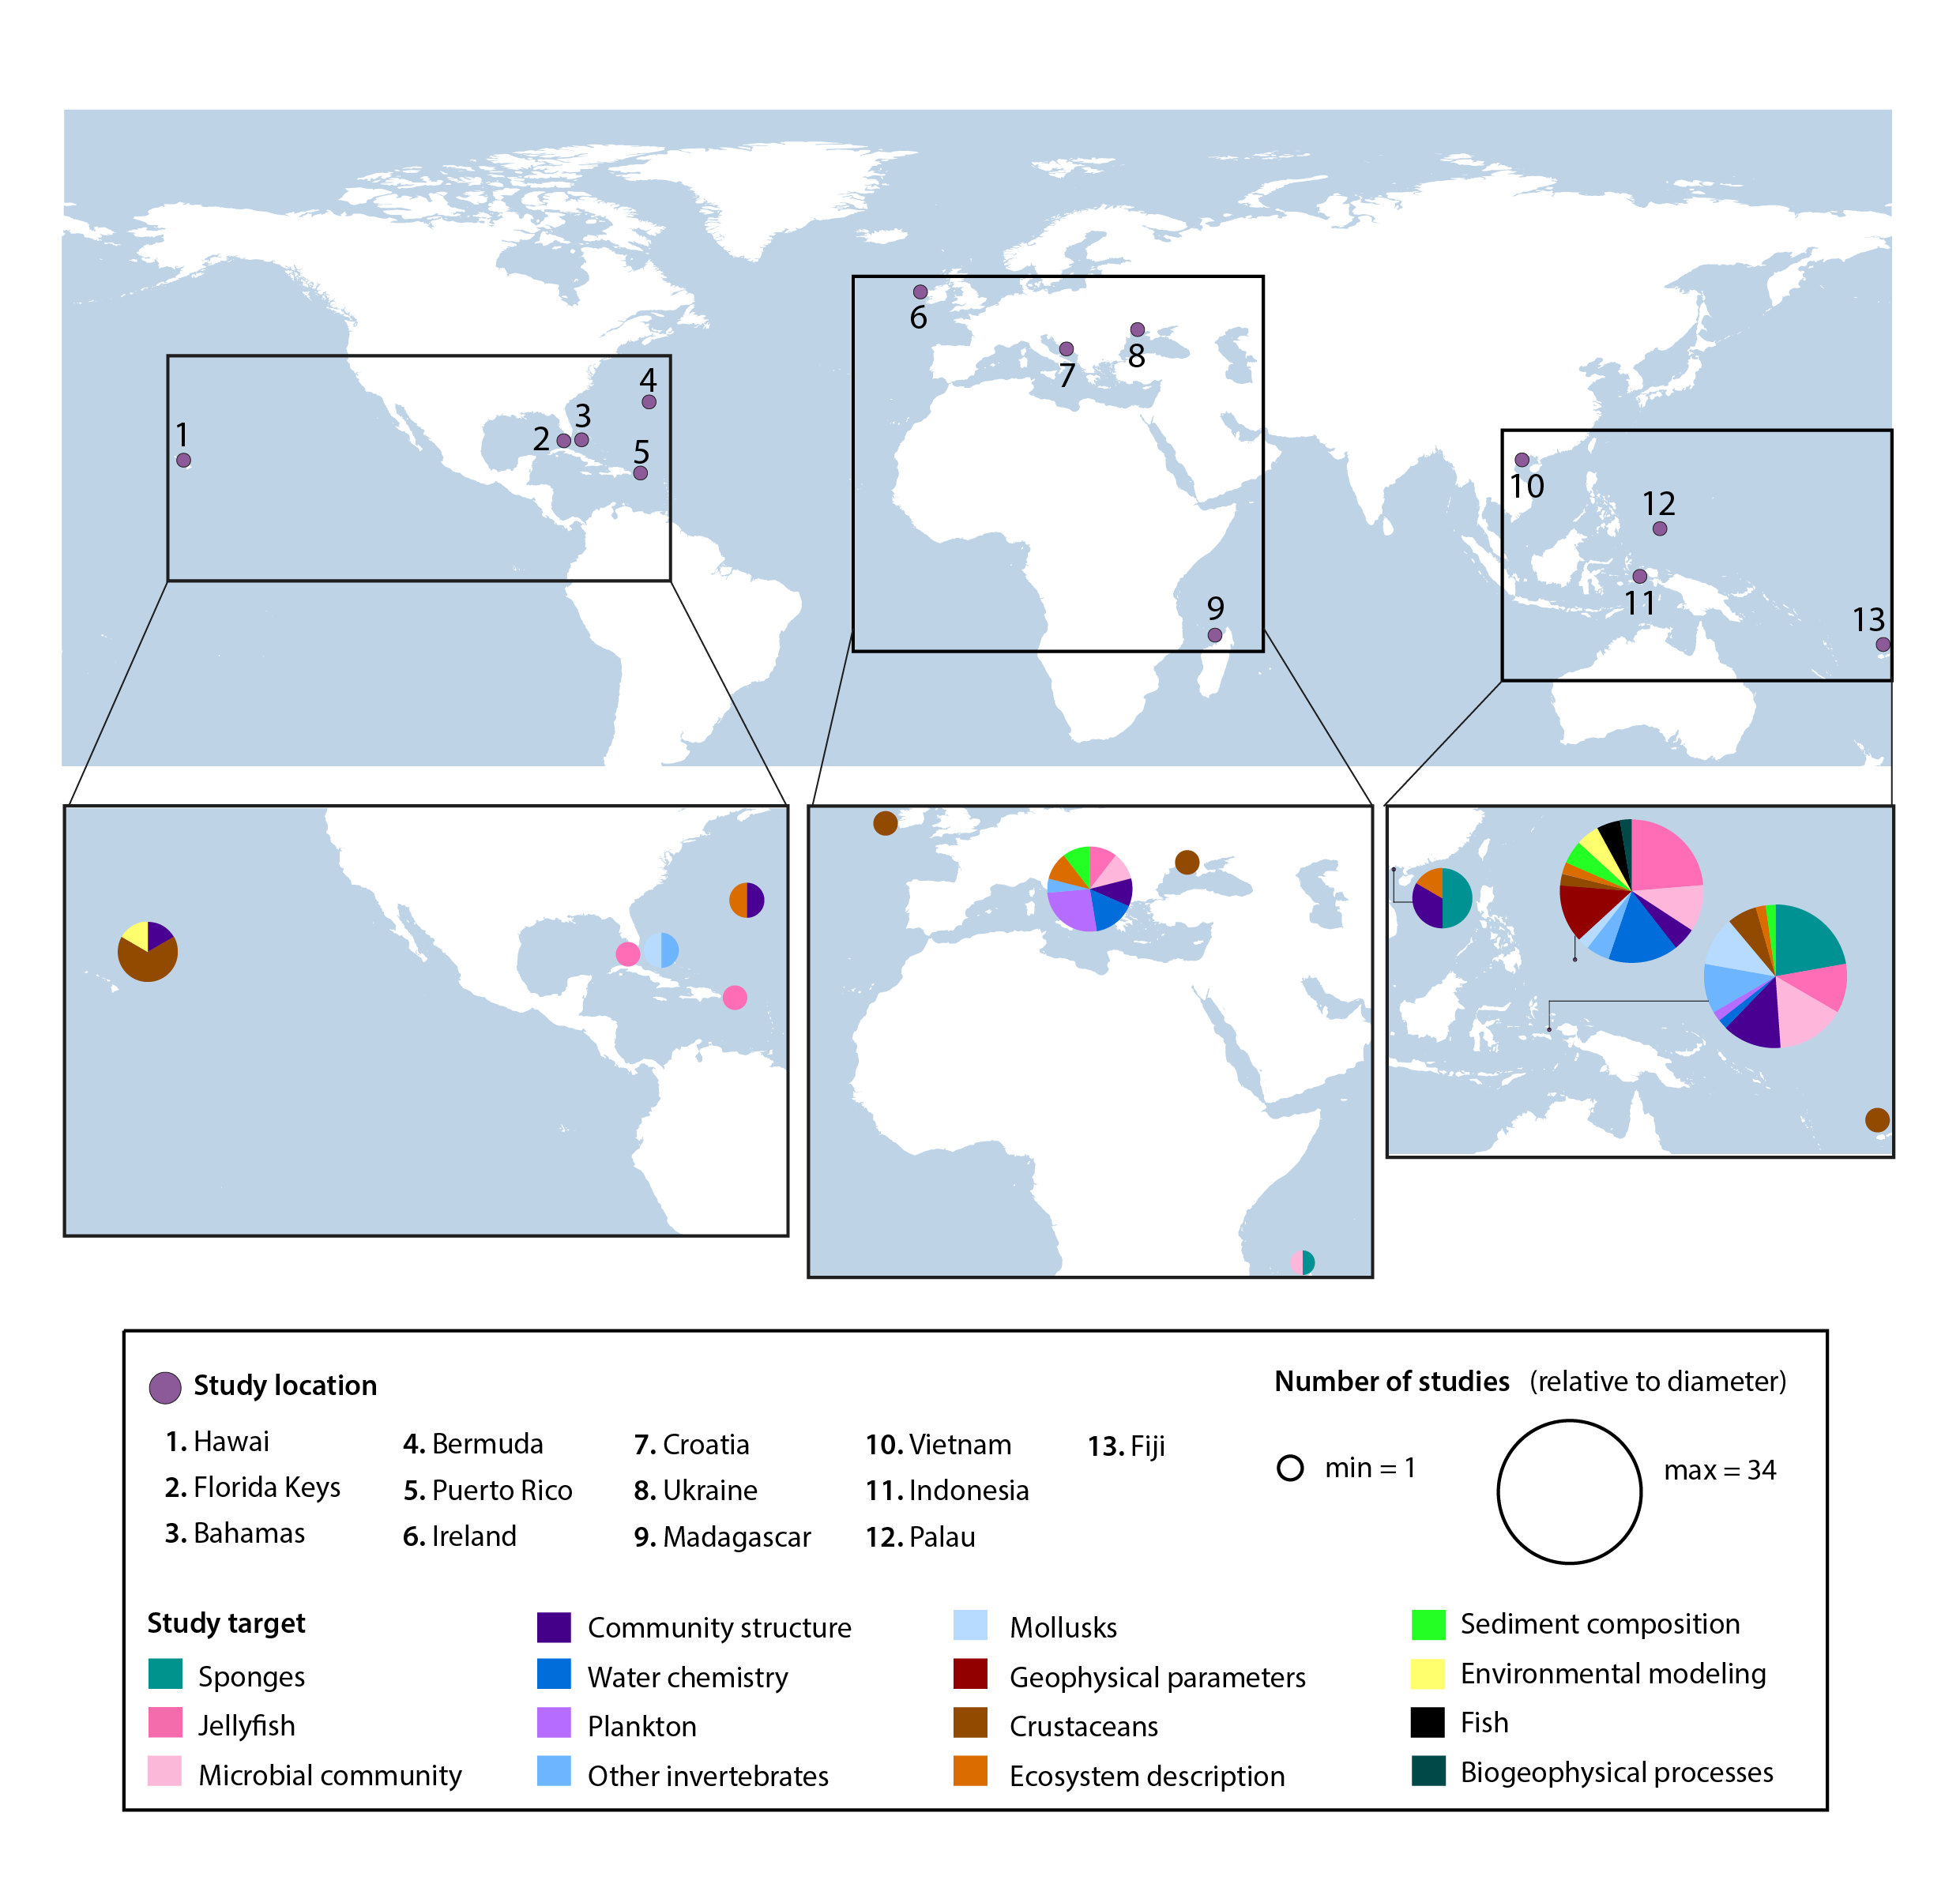 1
2
3
4
5
6
7
8
9
10
11
12
13
Study location
1. Hawai
2. Florida Keys
3. Bahamas
4. Bermuda
5. Puerto Rico
6. Ireland
7. Croatia
8. Ukraine
9. Madagascar
10. Vietnam
11. Indonesia
12. Palau
13. Fiji
Number of studies (relative to diameter)
min = 1
max = 34
Study target
Sponges
Jellyfish
Microbial community
Community structure
Water chemistry
Plankton
Other invertebrates
Mollusks
Geophysical parameters
Crustaceans
Ecosystem description
Sediment composition
Environmental modeling
Fish
Biogeophysical processes